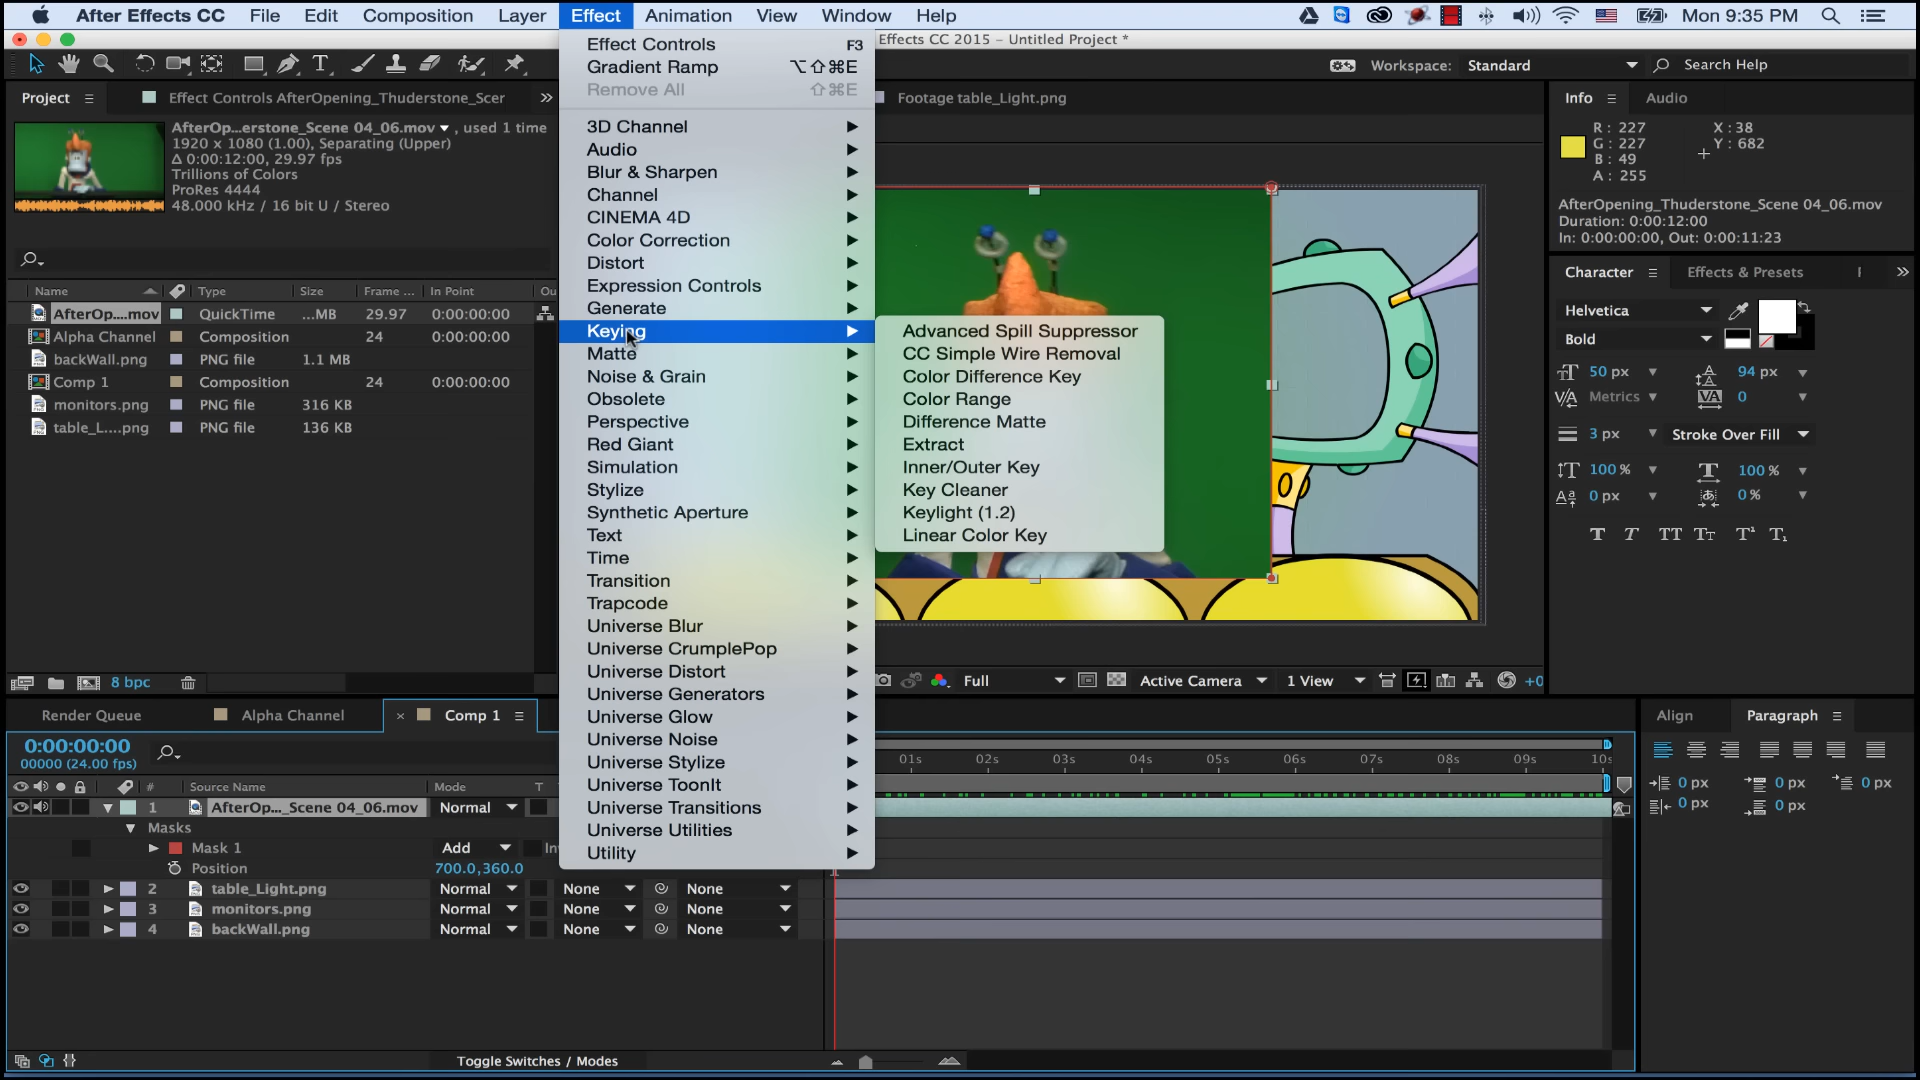 After Effects CC File Edit Composition Layer Effect Animation View Window Help Mon 9:35 PM
Effects CC 2015 – Untitled Project *
Workspace: Standard Search Help
Project Effect Controls AfterOpening_Thuderstone_Scer
Footage table_Light.png
Info Audio
AfterOp...erstone_Scene 04_06.mov , used 1 time
1920 x 1080 (1.00), Separating (Upper)
Δ 0:00:12:00, 29.97 fps
Trillions of Colors
ProRes 4444
48.000 kHz / 16 bit U / Stereo
Name Type Size Frame ... In Point Ou
AfterOp....mov QuickTime ...MB 29.97 0:00:00:00
Alpha Channel Composition 24 0:00:00:00
backWall.png PNG file 1.1 MB
Comp 1 Composition 24 0:00:00:00
monitors.png PNG file 316 KB
table_L....png PNG file 136 KB
8 bpc
Effect Controls F3
Gradient Ramp ⌥⇧⌘E
Remove All ⇧⌘E
3D Channel
Audio
Blur & Sharpen
Channel
CINEMA 4D
Color Correction
Distort
Expression Controls
Generate
Keying
Matte
Noise & Grain
Obsolete
Perspective
Red Giant
Simulation
Stylize
Synthetic Aperture
Text
Time
Transition
Trapcode
Universe Blur
Universe CrumplePop
Universe Distort
Universe Generators
Universe Glow
Universe Noise
Universe Stylize
Universe ToonIt
Universe Transitions
Universe Utilities
Utility
Advanced Spill Suppressor
CC Simple Wire Removal
Color Difference Key
Color Range
Difference Matte
Extract
Inner/Outer Key
Key Cleaner
Keylight (1.2)
Linear Color Key
Full Active Camera 1 View +0
R: 227 X: 38
G: 227 Y: 682
B: 49
A: 255
AfterOpening_Thuderstone_Scene 04_06.mov
Duration: 0:00:12:00
In: 0:00:00:00, Out: 0:00:11:23
Character Effects & Presets
Helvetica
Bold
50 px 94 px
Metrics 0
3 px Stroke Over Fill
100 % 100 %
0 px 0 %
T T TT Tт T¹ T₁
Render Queue Alpha Channel Comp 1
0:00:00:00
00000 (24.00 fps)
# Source Name Mode T
01s 02s 03s 04s 05s 06s 07s 08s 09s 10s
1 AfterOp..._Scene 04_06.mov Normal
Masks
Mask 1 Add Inv
Position 700.0,360.0
2 table_Light.png Normal None None
3 monitors.png Normal None None
4 backWall.png Normal None None
Toggle Switches / Modes
Align Paragraph
0 px 0 px 0 px
0 px 0 px